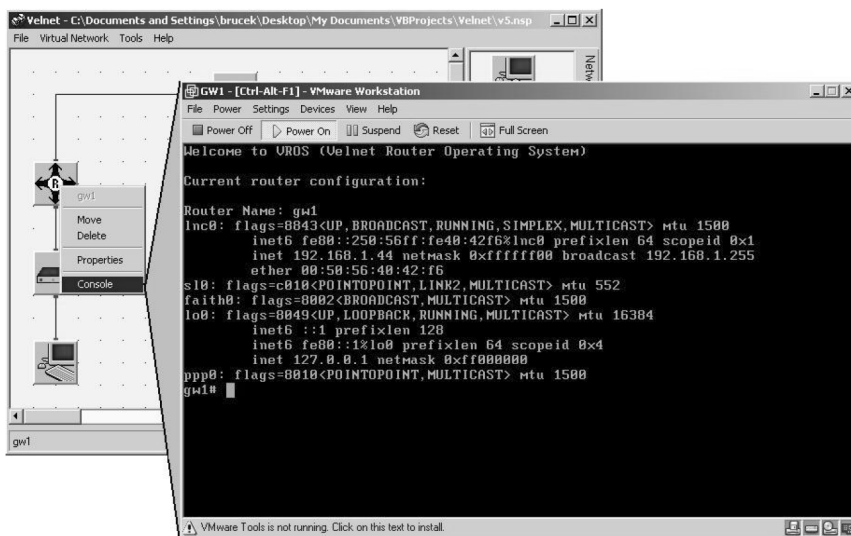 Velnet - C:\Documents and Settings\brucek\Desktop\My Documents\VBProjects\Velnet\v5.nsp
File Virtual Network Tools Help
gw1
Move
Delete
Properties
Console
gw1
GW1 - [Ctrl-Alt-F1] - VMware Workstation
File Power Settings Devices View Help
Power Off Power On Suspend Reset Full Screen
Welcome to VROS (Velnet Router Operating System)
Current router configuration:
Router Name: gw1
lnc0: flags=8843<UP,BROADCAST,RUNNING,SIMPLEX,MULTICAST> mtu 1500
inet6 fe80::250:56ff:fe40:42f6%lnc0 prefixlen 64 scopeid 0x1
inet 192.168.1.44 netmask 0xffffff00 broadcast 192.168.1.255
ether 00:50:56:40:42:f6
sl0: flags=c010<POINTOPOINT,LINK2,MULTICAST> mtu 552
faith0: flags=8002<BROADCAST,MULTICAST> mtu 1500
lo0: flags=8049<UP,LOOPBACK,RUNNING,MULTICAST> mtu 16384
inet6 ::1 prefixlen 128
inet6 fe80::1%lo0 prefixlen 64 scopeid 0x4
inet 127.0.0.1 netmask 0xff000000
ppp0: flags=8010<POINTOPOINT,MULTICAST> mtu 1500
gw1#
VMware Tools is not running. Click on this text to install.